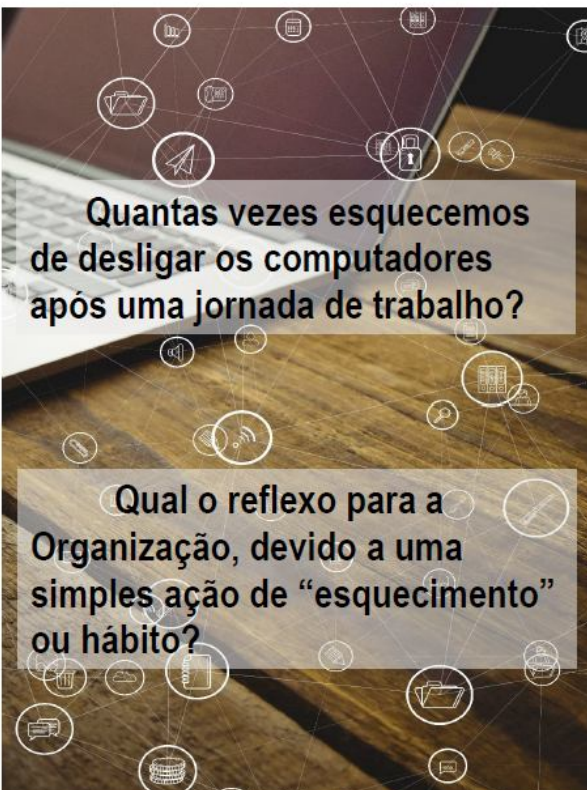 Quantas vezes esquecemos
de desligar os computadores
após uma jornada de trabalho?
Qual o reflexo para a
Organização, devido a uma
simples ação de “esquecimento”
ou hábito?